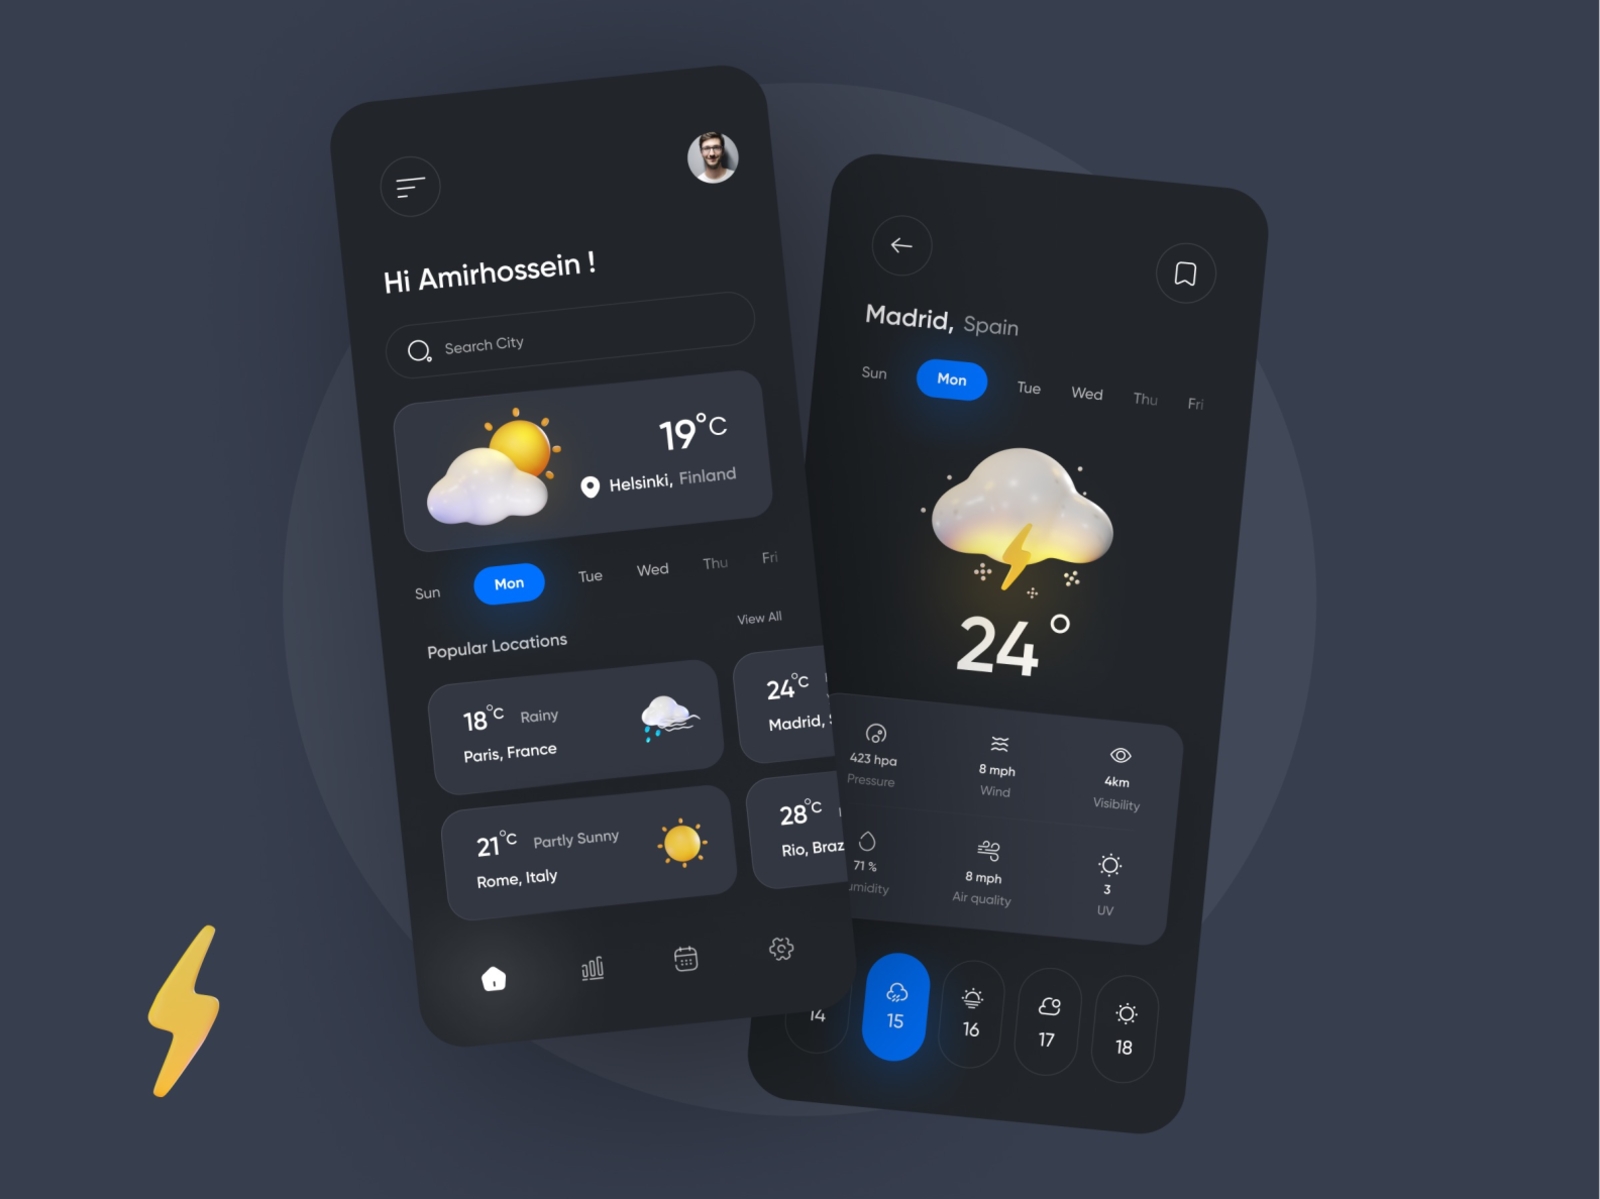 Hi Amirhossein !
Search City
19°C
Helsinki, Finland
Sun Mon Tue Wed Thu Fri
Popular Locations View All
18°C Rainy
Paris, France
24°C
Madrid,
21°C Partly Sunny
Rome, Italy
28°C
Rio, Braz
Madrid, Spain
Sun Mon Tue Wed Thu Fri
24°
423 hpa 8 mph 4km
Pressure Wind Visibility
71 % 8 mph 3
umidity Air quality UV
14 15 16 17 18